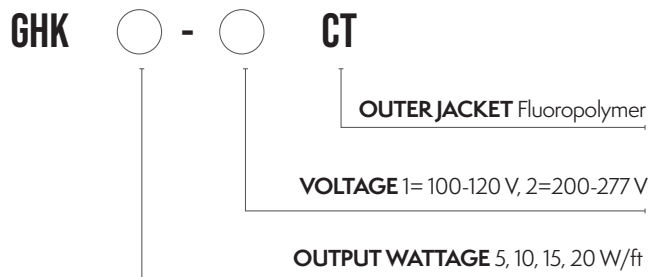 GHK - CT
OUTER JACKET Fluoropolymer
VOLTAGE 1= 100-120 V, 2=200-277 V
OUTPUT WATTAGE 5, 10, 15, 20 W/ft